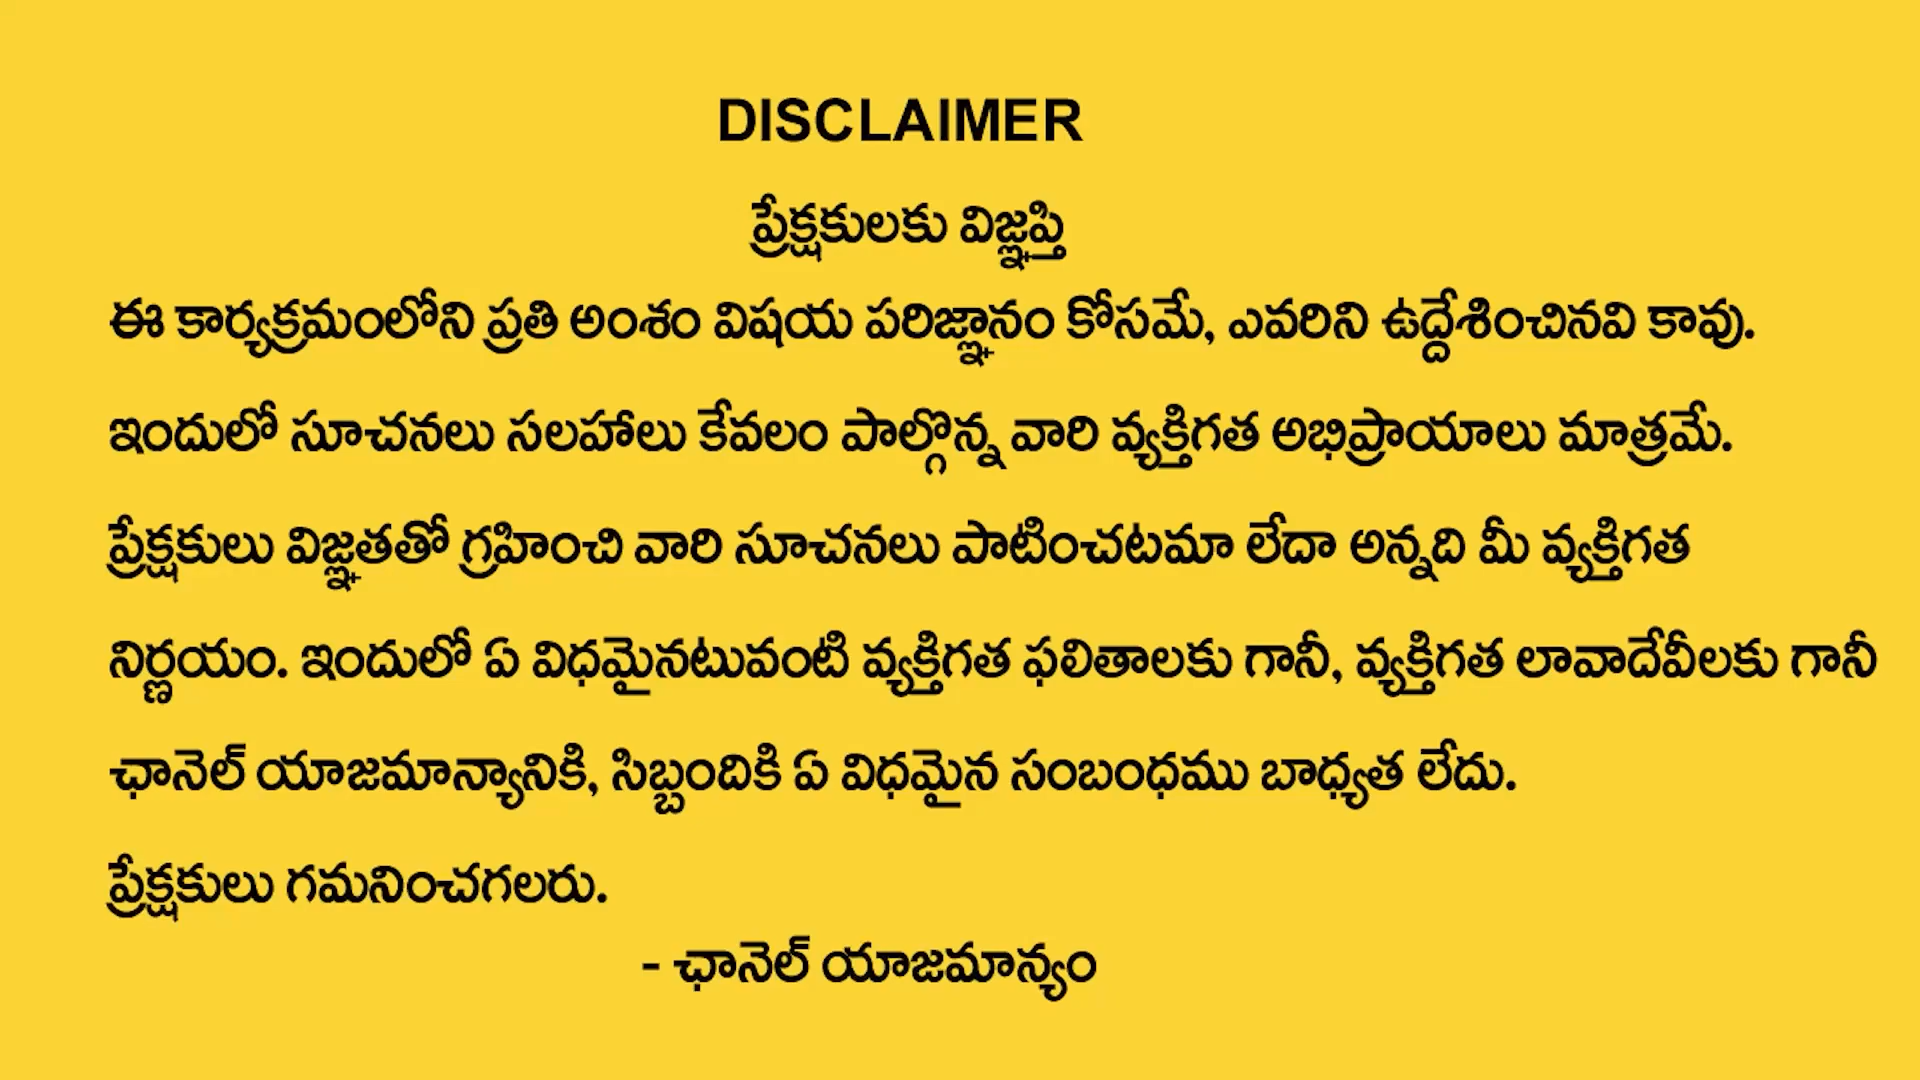 DISCLAIMER
ప్రేక్షకులకు విజ్ఞప్తి
ఈ కార్యక్రమంలోని ప్రతి అంశం విషయ పరిజ్ఞానం కోసమే, ఎవరిని ఉద్దేశించినవి కావు.
ఇందులో సూచనలు సలహాలు కేవలం పాల్గొన్న వారి వ్యక్తిగత అభిప్రాయాలు మాత్రమే.
ప్రేక్షకులు విజ్ఞతతో గ్రహించి వారి సూచనలు పాటించటమా లేదా అన్నది మీ వ్యక్తిగత
నిర్ణయం. ఇందులో ఏ విధమైనటువంటి వ్యక్తిగత ఫలితాలకు గానీ, వ్యక్తిగత లావాదేవీలకు గానీ
ఛానెల్ యాజమాన్యానికి, సిబ్బందికి ఏ విధమైన సంబంధము బాధ్యత లేదు.
ప్రేక్షకులు గమనించగలరు.
- ఛానెల్ యాజమాన్యం